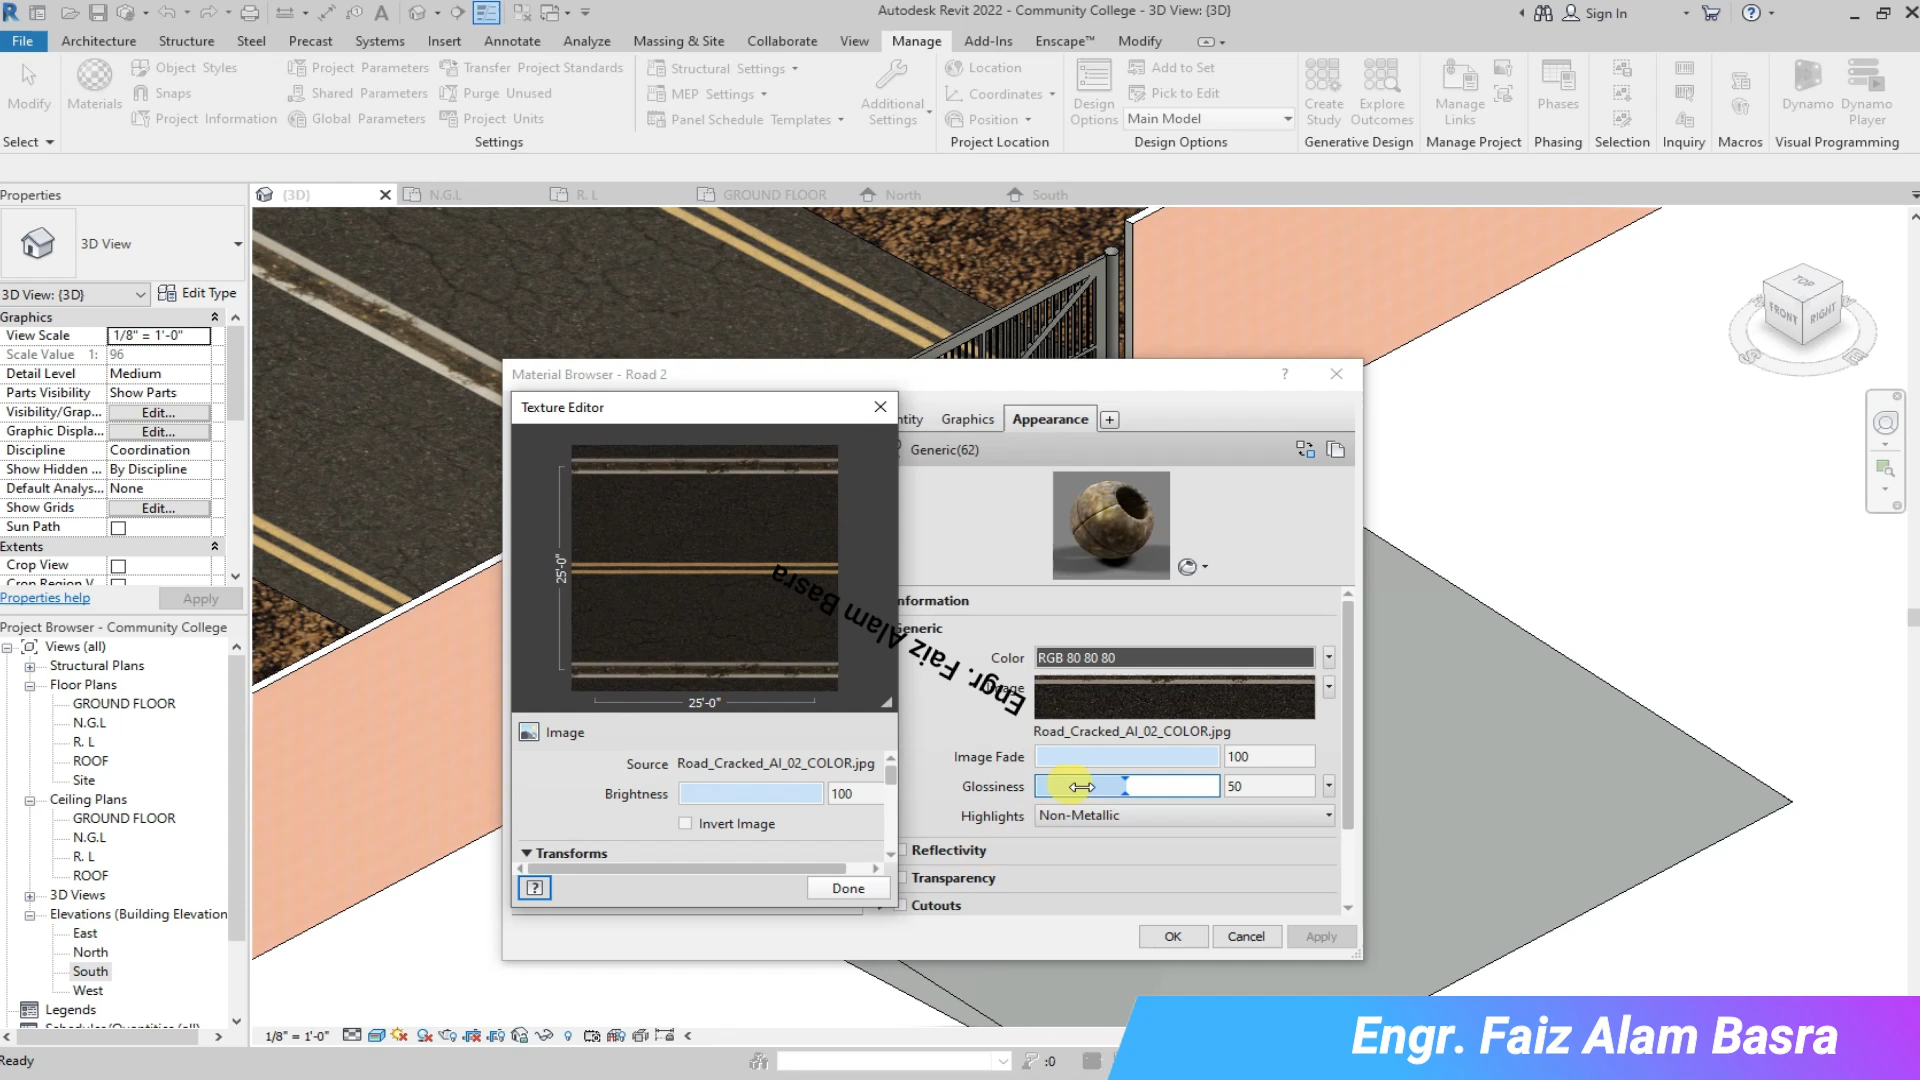 Autodesk Revit 2022 - Community College - 3D View: {3D}
Sign In
File Architecture Structure Steel Precast Systems Insert Annotate Analyze Massing & Site Collaborate View Manage Add-Ins Enscape™ Modify
Modify
Select
Materials
Object Styles
Snaps
Project Information
Project Parameters
Shared Parameters
Global Parameters
Transfer Project Standards
Purge Unused
Project Units
Settings
Structural Settings
MEP Settings
Panel Schedule Templates
Additional Settings
Location
Coordinates
Position
Project Location
Design Options
Add to Set
Pick to Edit
Main Model
Design Options
Create Study
Explore Outcomes
Generative Design
Manage Links
Manage Project
Phases
Phasing
Selection
Inquiry
Macros
Dynamo
Dynamo Player
Visual Programming
Properties
{3D}
N.G.L
R. L
GROUND FLOOR
North
South
3D View
3D View: {3D}
Edit Type
Graphics
View Scale 1/8" = 1'-0"
Scale Value 1: 96
Detail Level Medium
Parts Visibility Show Parts
Visibility/Grap... Edit...
Graphic Displa... Edit...
Discipline Coordination
Show Hidden ... By Discipline
Default Analys... None
Show Grids Edit...
Sun Path
Extents
Crop View
Properties help
Apply
Project Browser - Community College
Views (all)
Structural Plans
Floor Plans
GROUND FLOOR
N.G.L
R. L
ROOF
Site
Ceiling Plans
GROUND FLOOR
N.G.L
R. L
ROOF
3D Views
Elevations (Building Elevation
East
North
South
West
Legends
Ready
1/8" = 1'-0"
:0
TOP
FRONT
RIGHT
S
E
Material Browser - Road 2
?
Texture Editor
25'-0"
25'-0"
Image
Source Road_Cracked_AI_02_COLOR.jpg
Brightness 100
Invert Image
Transforms
?
Done
ntity Graphics Appearance +
Generic(62)
nformation
Generic
Color RGB 80 80 80
Road_Cracked_AI_02_COLOR.jpg
Image Fade 100
Glossiness 50
Highlights Non-Metallic
Reflectivity
Transparency
Cutouts
OK
Cancel
Apply
Engr. Faiz Alam Basra
Engr. Faiz Alam Basra